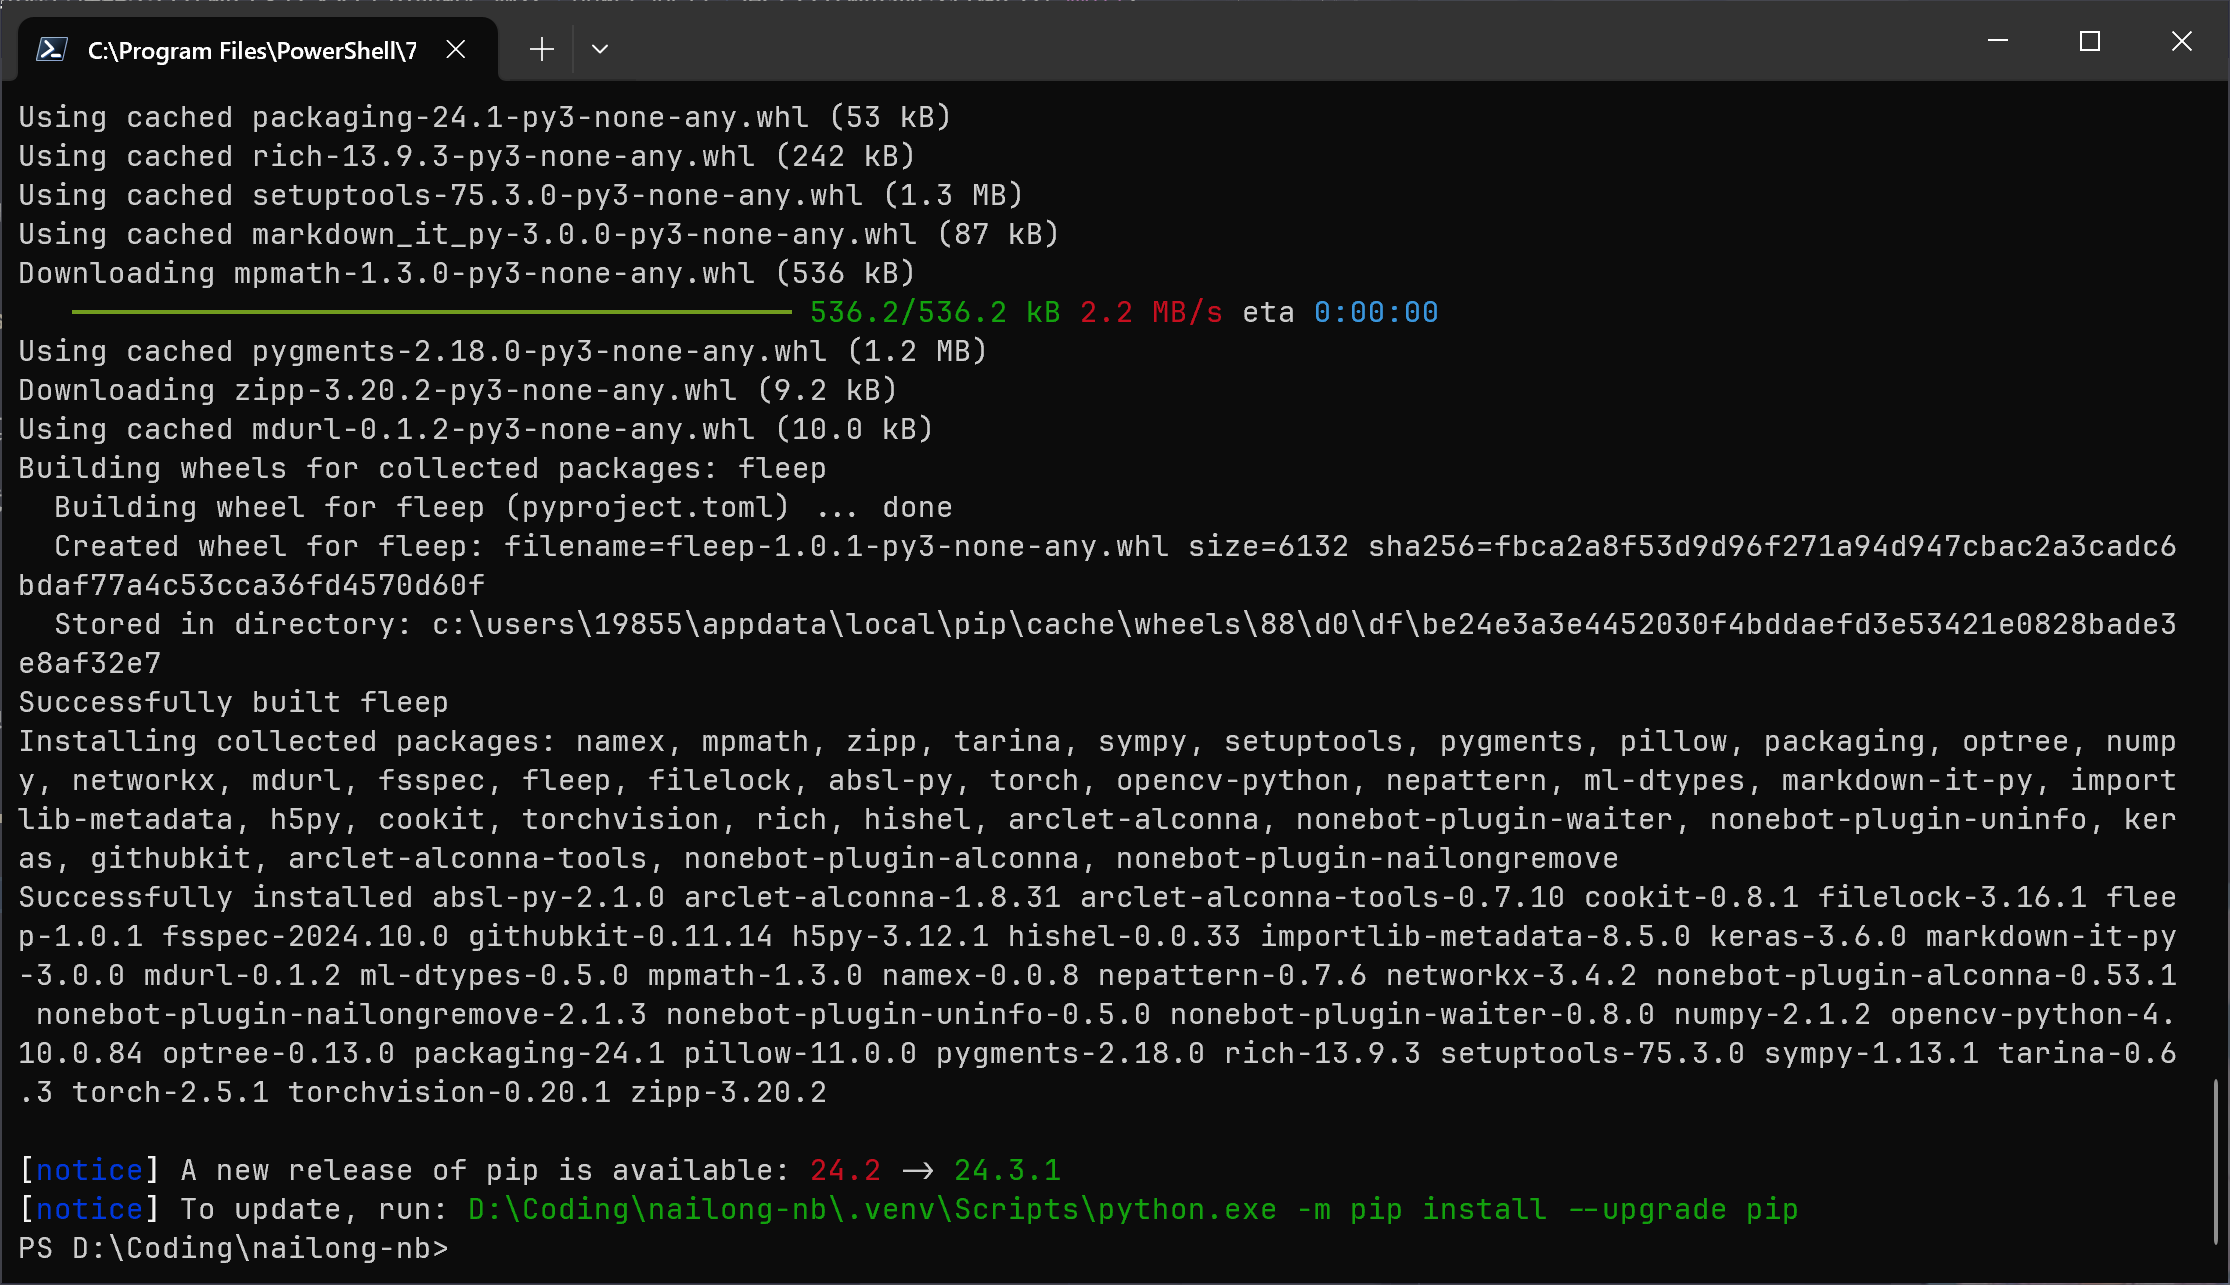 C:\Program Files\PowerShell\7
Using cached packaging-24.1-py3-none-any.whl (53 kB)
Using cached rich-13.9.3-py3-none-any.whl (242 kB)
Using cached setuptools-75.3.0-py3-none-any.whl (1.3 MB)
Using cached markdown_it_py-3.0.0-py3-none-any.whl (87 kB)
Downloading mpmath-1.3.0-py3-none-any.whl (536 kB)
536.2/536.2 kB 2.2 MB/s eta 0:00:00
Using cached pygments-2.18.0-py3-none-any.whl (1.2 MB)
Downloading zipp-3.20.2-py3-none-any.whl (9.2 kB)
Using cached mdurl-0.1.2-py3-none-any.whl (10.0 kB)
Building wheels for collected packages: fleep
Building wheel for fleep (pyproject.toml) ... done
Created wheel for fleep: filename=fleep-1.0.1-py3-none-any.whl size=6132 sha256=fbca2a8f53d9d96f271a94d947cbac2a3cadc6
bdaf77a4c53cca36fd4570d60f
Stored in directory: c:\users\19855\appdata\local\pip\cache\wheels\88\d0\df\be24e3a3e4452030f4bddaefd3e53421e0828bade3
e8af32e7
Successfully built fleep
Installing collected packages: namex, mpmath, zipp, tarina, sympy, setuptools, pygments, pillow, packaging, optree, nump
y, networkx, mdurl, fsspec, fleep, filelock, absl-py, torch, opencv-python, nepattern, ml-dtypes, markdown-it-py, import
lib-metadata, h5py, cookit, torchvision, rich, hishel, arclet-alconna, nonebot-plugin-waiter, nonebot-plugin-uninfo, ker
as, githubkit, arclet-alconna-tools, nonebot-plugin-alconna, nonebot-plugin-nailongremove
Successfully installed absl-py-2.1.0 arclet-alconna-1.8.31 arclet-alconna-tools-0.7.10 cookit-0.8.1 filelock-3.16.1 flee
p-1.0.1 fsspec-2024.10.0 githubkit-0.11.14 h5py-3.12.1 hishel-0.0.33 importlib-metadata-8.5.0 keras-3.6.0 markdown-it-py
-3.0.0 mdurl-0.1.2 ml-dtypes-0.5.0 mpmath-1.3.0 namex-0.0.8 nepattern-0.7.6 networkx-3.4.2 nonebot-plugin-alconna-0.53.1
nonebot-plugin-nailongremove-2.1.3 nonebot-plugin-uninfo-0.5.0 nonebot-plugin-waiter-0.8.0 numpy-2.1.2 opencv-python-4.
10.0.84 optree-0.13.0 packaging-24.1 pillow-11.0.0 pygments-2.18.0 rich-13.9.3 setuptools-75.3.0 sympy-1.13.1 tarina-0.6
.3 torch-2.5.1 torchvision-0.20.1 zipp-3.20.2
[notice] A new release of pip is available: 24.2 -> 24.3.1
[notice] To update, run: D:\Coding\nailong-nb\.venv\Scripts\python.exe -m pip install --upgrade pip
PS D:\Coding\nailong-nb>